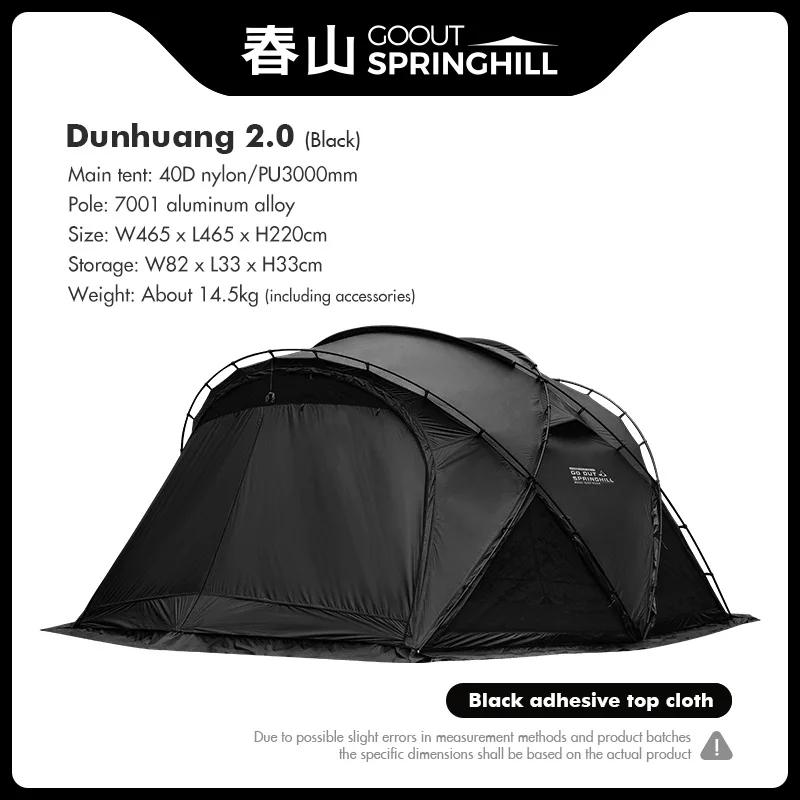 春山 GOOUT SPRINGHILL
Dunhuang 2.0 (Black)
Main tent: 40D nylon/PU3000mm
Pole: 7001 aluminum alloy
Size: W465 x L465 x H220cm
Storage: W82 x L33 x H33cm
Weight: About 14.5kg (including accessories)
GO OUT
SPRINGHILL
Black adhesive top cloth
Due to possible slight errors in measurement methods and product batches
the specific dimensions shall be based on the actual product